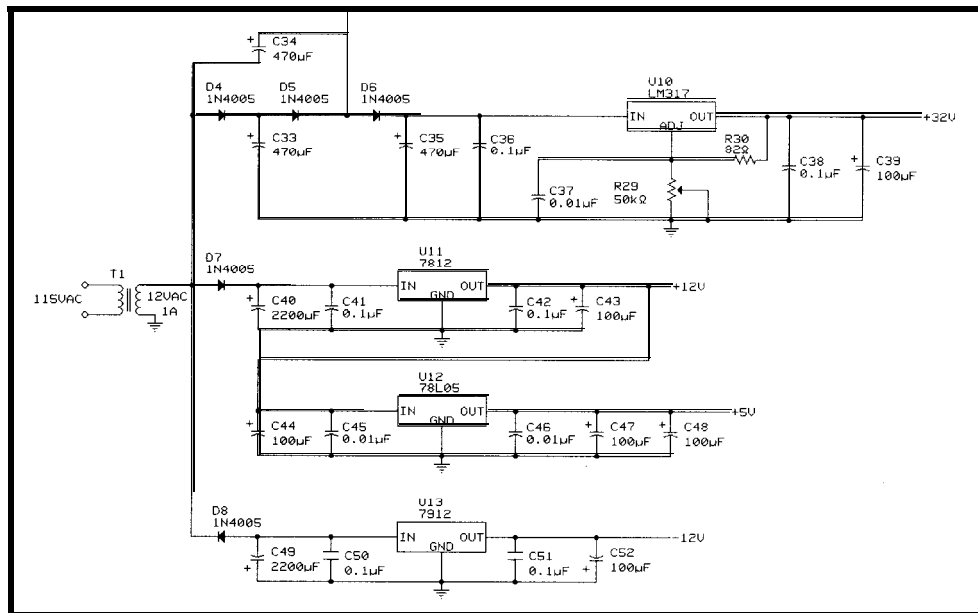 C34
470µF
D4
1N4005
D5
1N4005
D6
1N4005
U10
LM317
IN
OUT
ADJ
+32V
C33
470µF
C35
470µF
C36
0.1µF
R30
82Ω
C37
0.01µF
R29
50kΩ
C38
0.1µF
C39
100µF
D7
1N4005
U11
7812
IN
OUT
GND
+12V
T1
115VAC
12VAC
1A
C40
2200µF
C41
0.1µF
C42
0.1µF
C43
100µF
U12
78L05
IN
OUT
GND
+5V
C44
100µF
C45
0.01µF
C46
0.01µF
C47
100µF
C48
100µF
D8
1N4005
U13
7912
IN
OUT
GND
-12V
C49
2200µF
C50
0.1µF
C51
0.1µF
C52
100µF